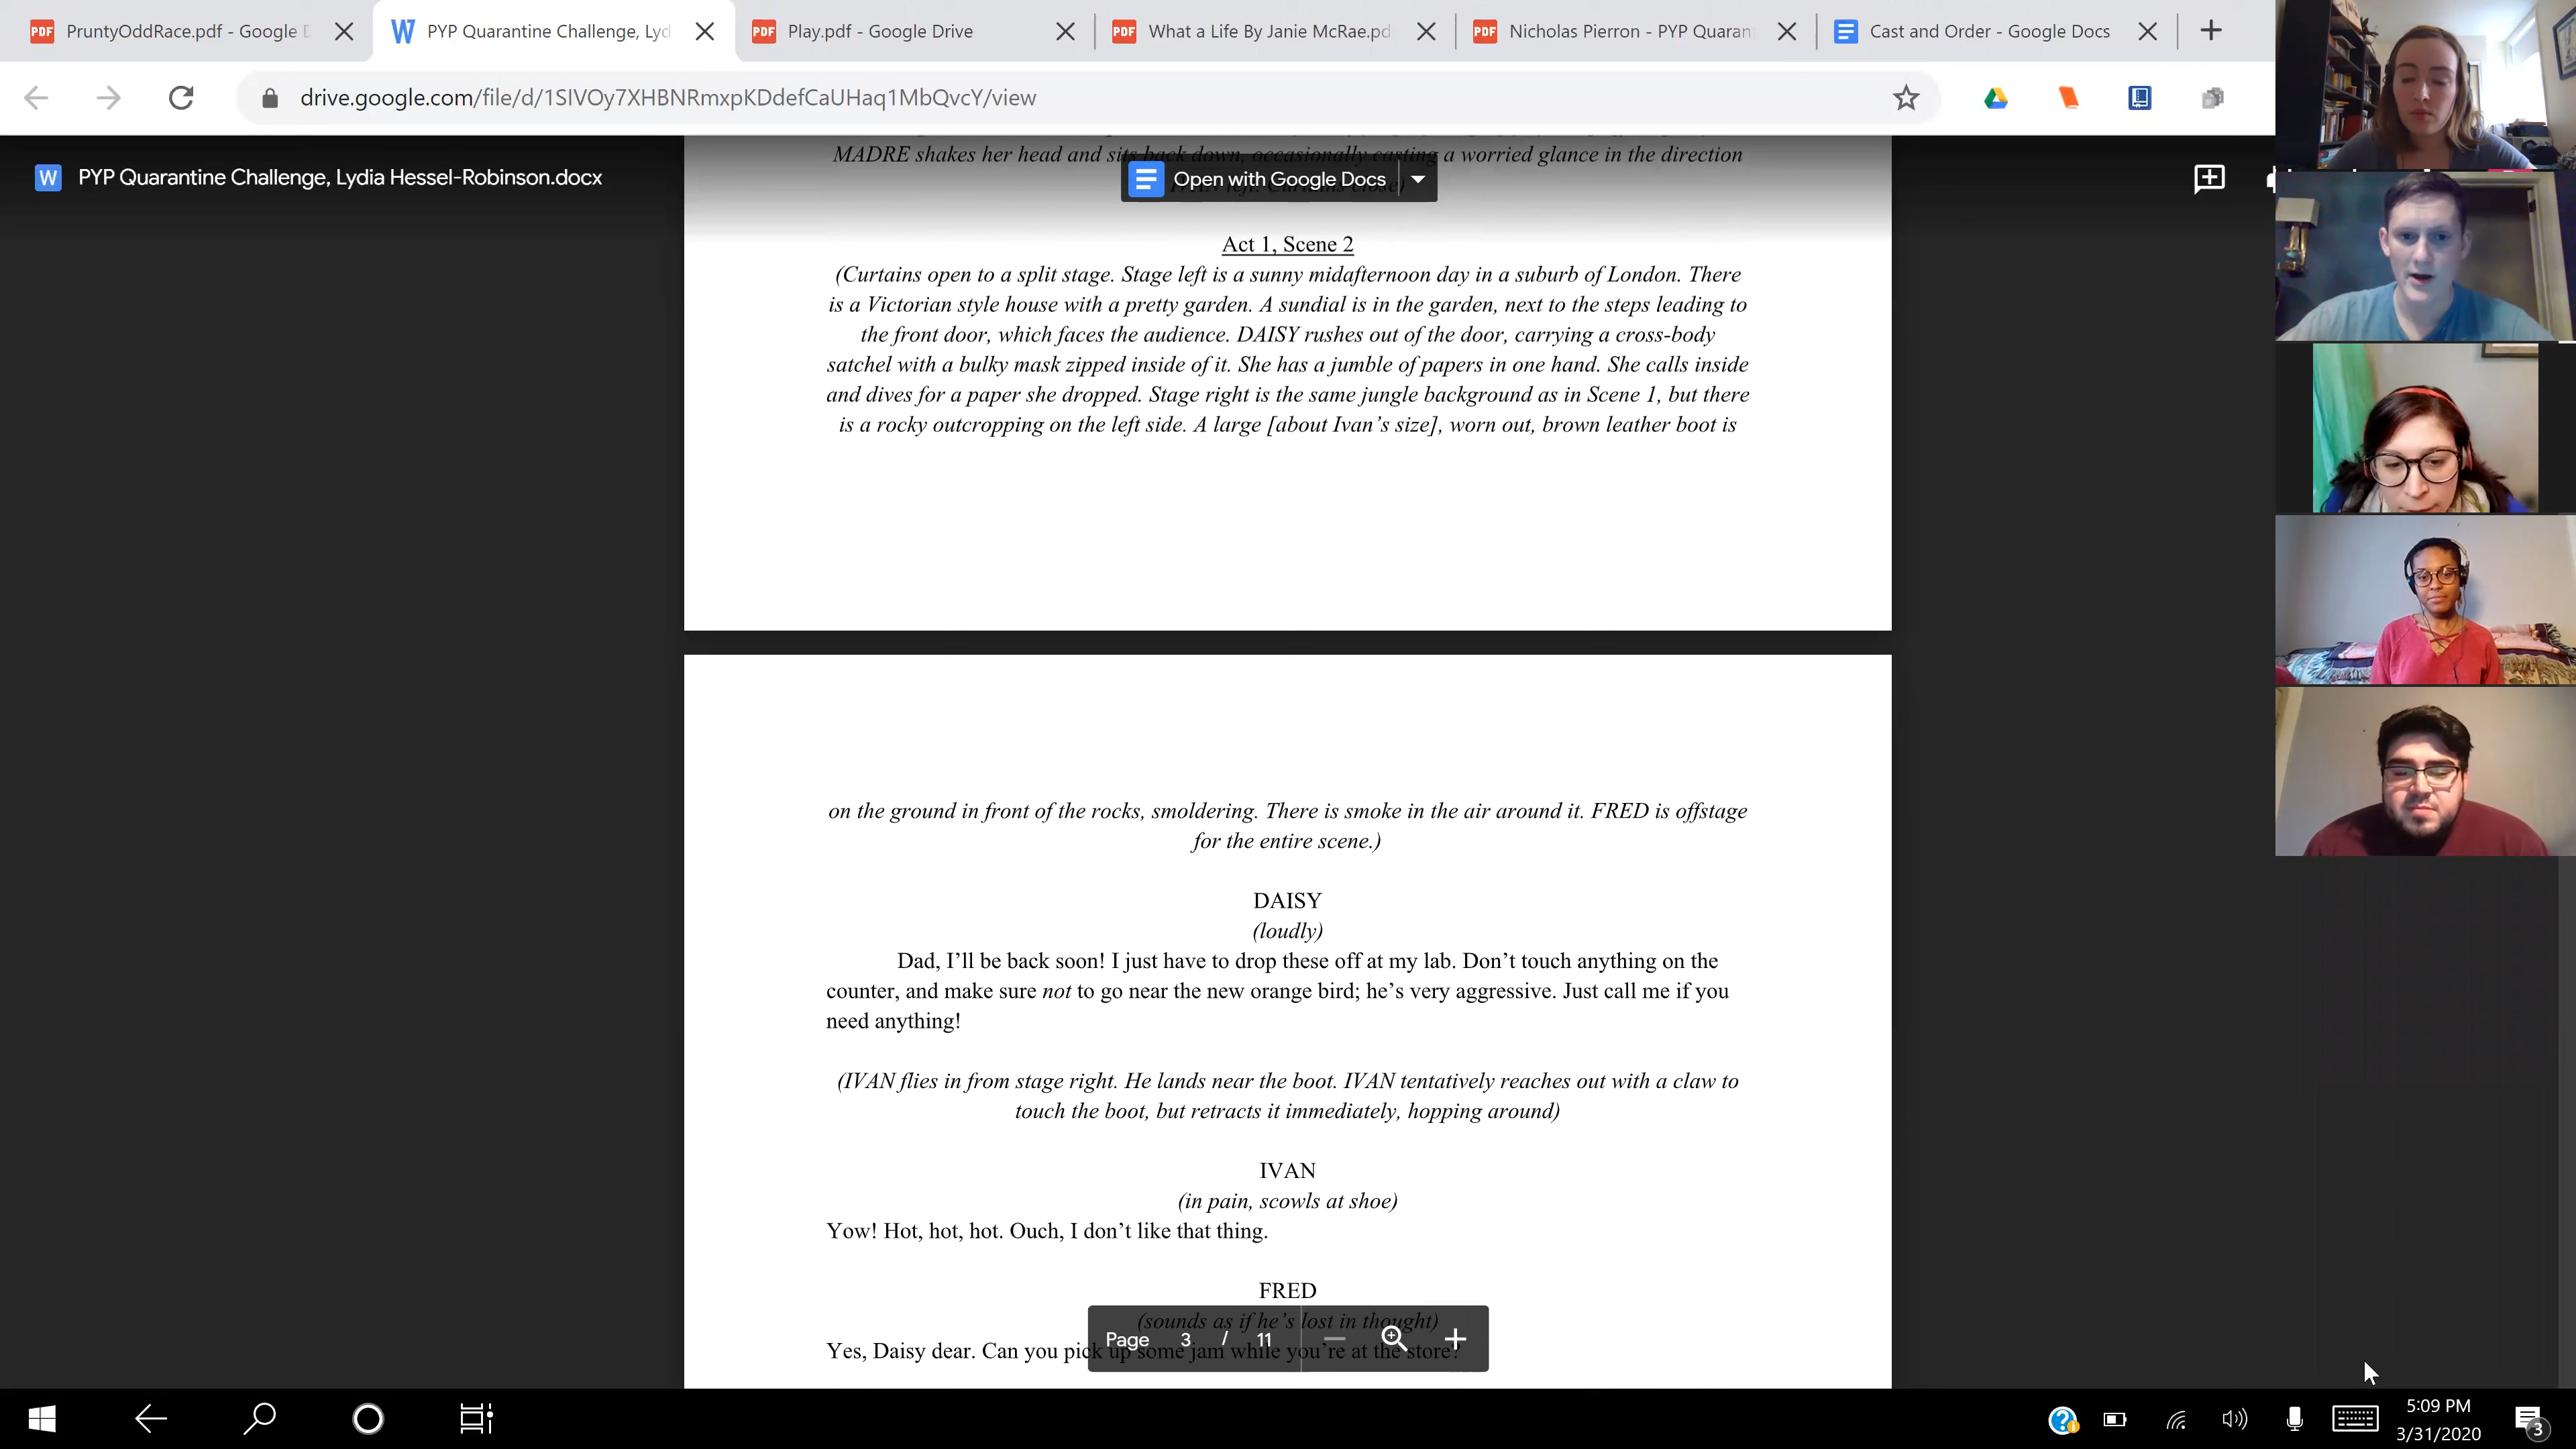 PruntyOddRace.pdf - Google D
PYP Quarantine Challenge, Lyd
Play.pdf - Google Drive
What a Life By Janie McRae.pd
Nicholas Pierron - PYP Quaran
Cast and Order - Google Docs
drive.google.com/file/d/1SIVOy7XHBNRmxpKDdefCaUHaq1MbQvcY/view
PYP Quarantine Challenge, Lydia Hessel-Robinson.docx
Open with Google Docs
MADRE shakes her head and sits back down, occasionally casting a worried glance in the direction
Act 1, Scene 2
(Curtains open to a split stage. Stage left is a sunny midafternoon day in a suburb of London. There
is a Victorian style house with a pretty garden. A sundial is in the garden, next to the steps leading to
the front door, which faces the audience. DAISY rushes out of the door, carrying a cross-body
satchel with a bulky mask zipped inside of it. She has a jumble of papers in one hand. She calls inside
and dives for a paper she dropped. Stage right is the same jungle background as in Scene 1, but there
is a rocky outcropping on the left side. A large [about Ivan's size], worn out, brown leather boot is
on the ground in front of the rocks, smoldering. There is smoke in the air around it. FRED is offstage
for the entire scene.)
DAISY
(loudly)
Dad, I'll be back soon! I just have to drop these off at my lab. Don't touch anything on the
counter, and make sure not to go near the new orange bird; he's very aggressive. Just call me if you
need anything!
(IVAN flies in from stage right. He lands near the boot. IVAN tentatively reaches out with a claw to
touch the boot, but retracts it immediately, hopping around)
IVAN
(in pain, scowls at shoe)
Yow! Hot, hot, hot. Ouch, I don't like that thing.
FRED
(sounds as if he's lost in thought)
Yes, Daisy dear. Can you pick up some jam while you're at the store?
Page 3 / 11
5:09 PM
3/31/2020
3